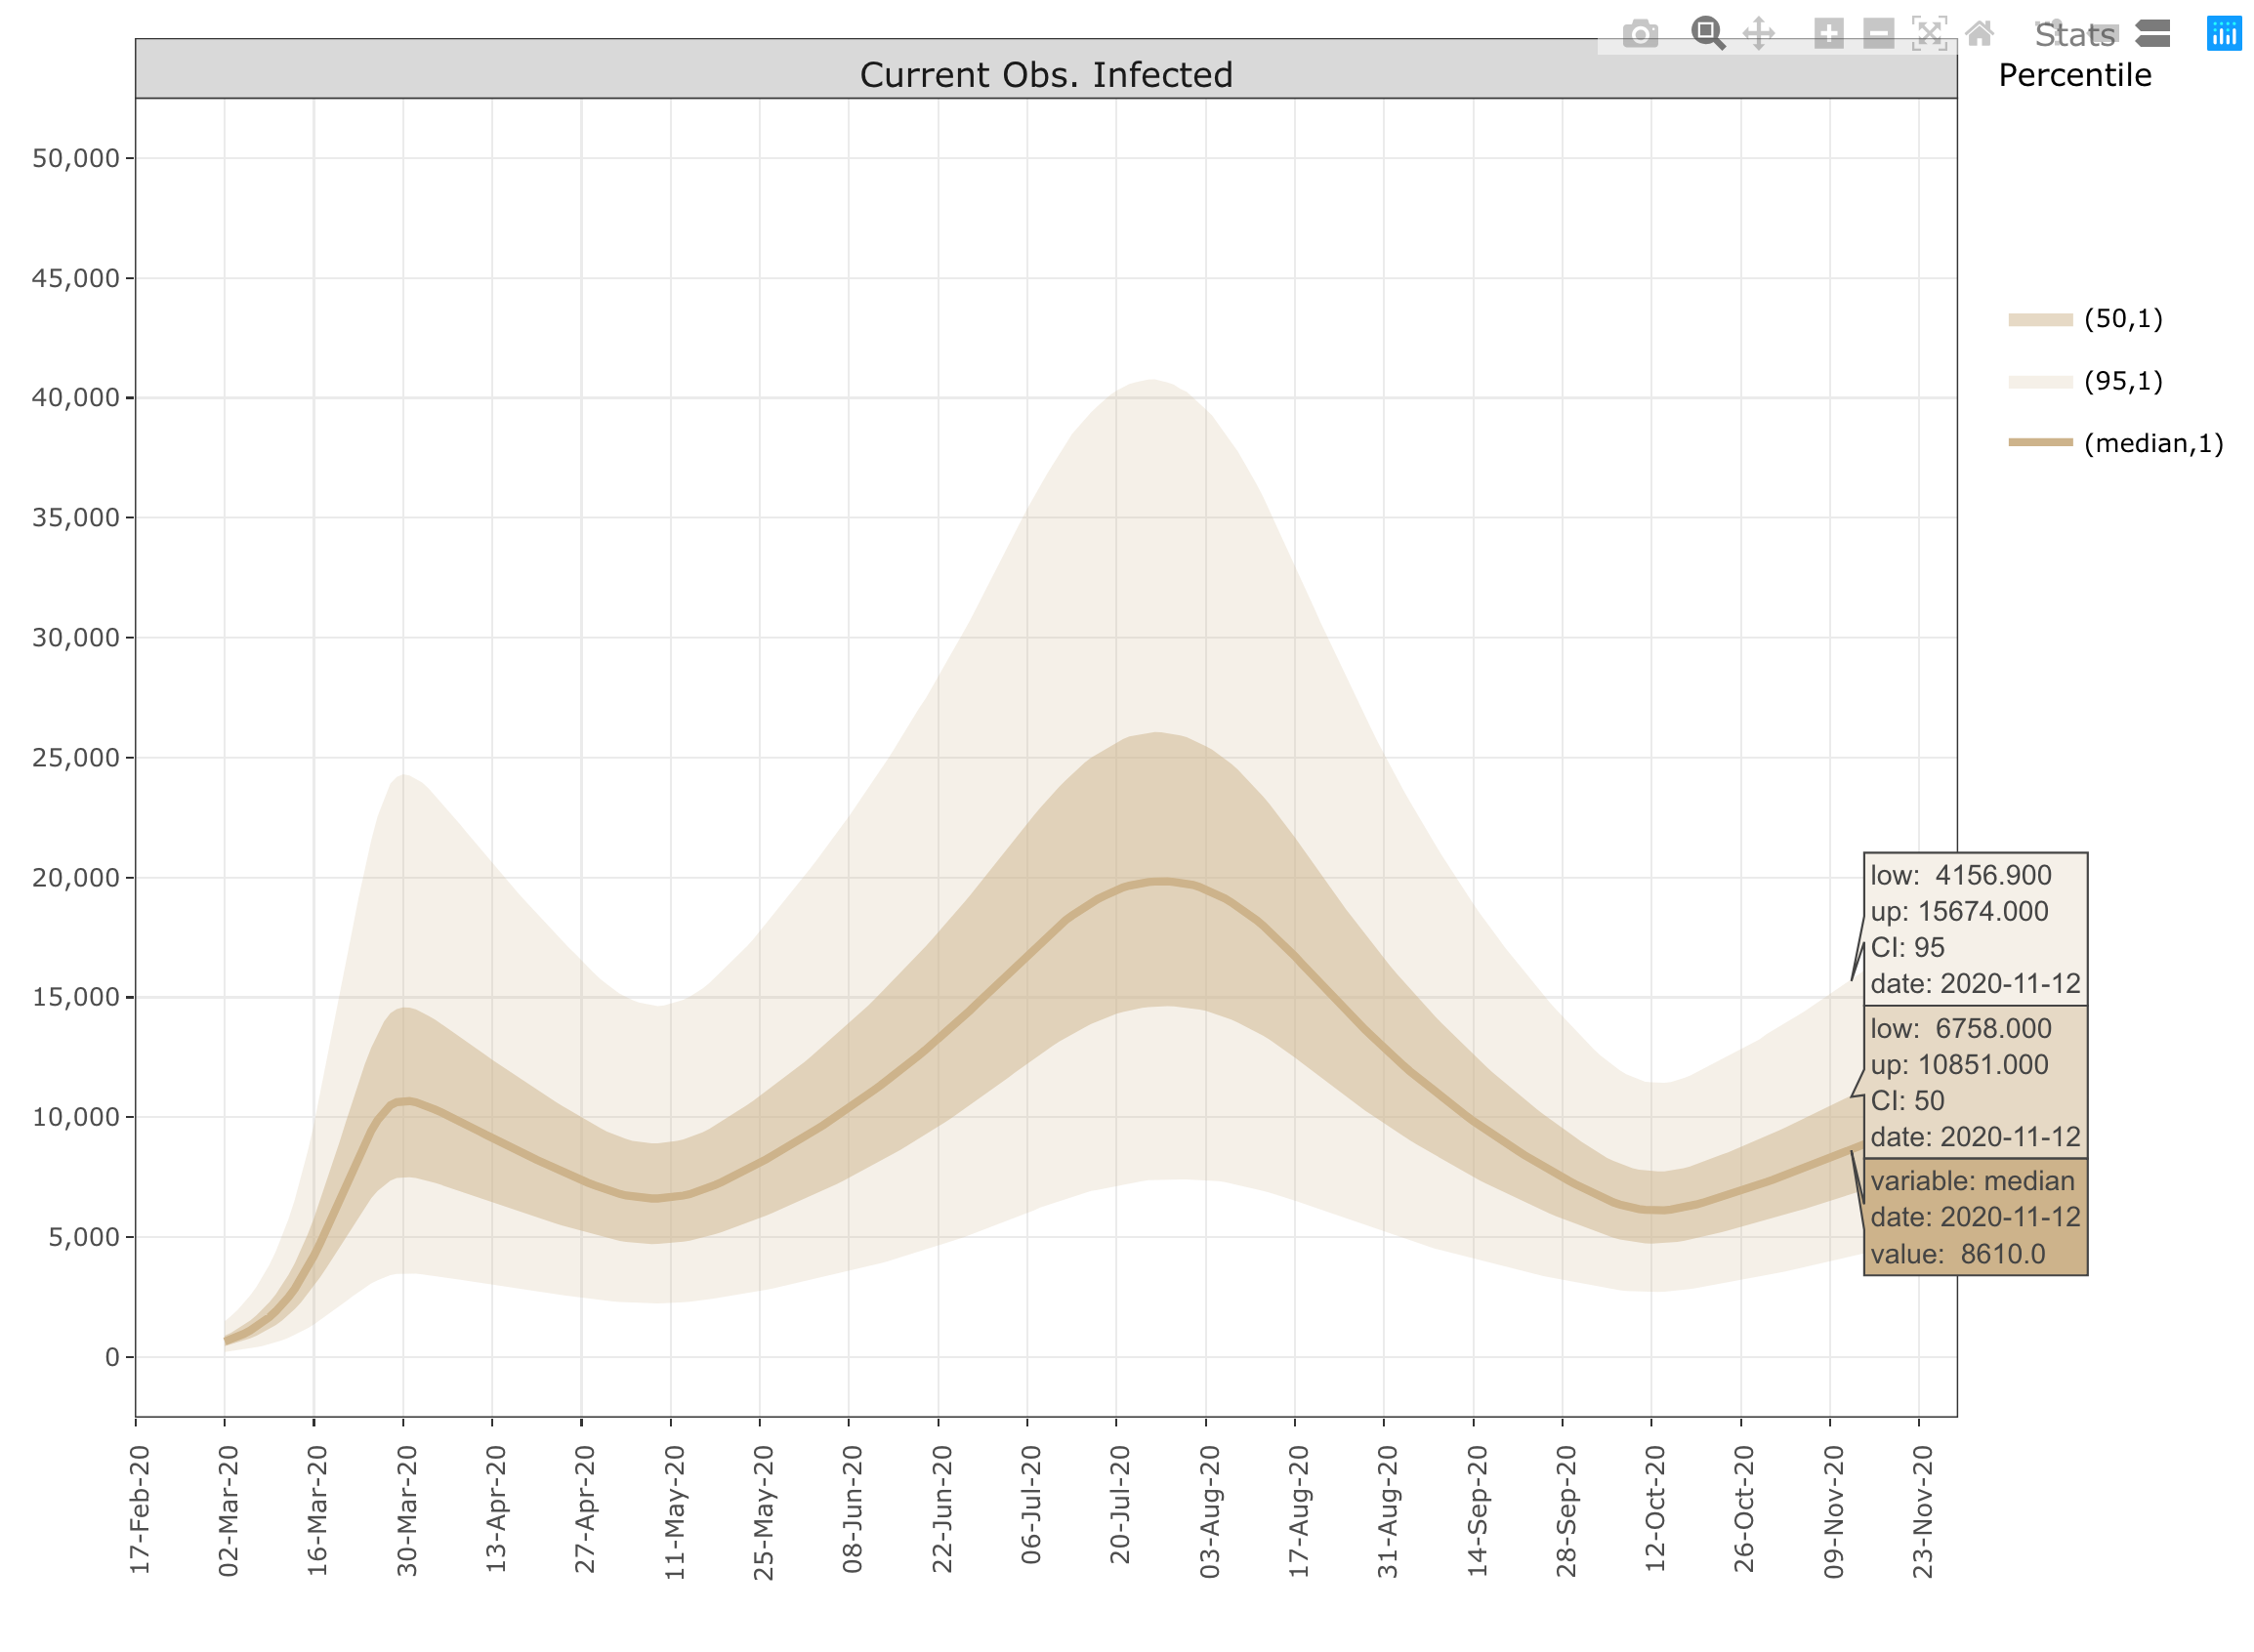 Stats
Current Obs. Infected
Percentile
50,000
45,000
40,000
35,000
30,000
25,000
20,000
15,000
10,000
5,000
0
(50,1)
(95,1)
(median,1)
low:  4156.900
up: 15674.000
CI: 95
date: 2020-11-12
low:  6758.000
up: 10851.000
CI: 50
date: 2020-11-12
variable: median
date: 2020-11-12
value:  8610.0
17-Feb-20
02-Mar-20
16-Mar-20
30-Mar-20
13-Apr-20
27-Apr-20
11-May-20
25-May-20
08-Jun-20
22-Jun-20
06-Jul-20
20-Jul-20
03-Aug-20
17-Aug-20
31-Aug-20
14-Sep-20
28-Sep-20
12-Oct-20
26-Oct-20
09-Nov-20
23-Nov-20